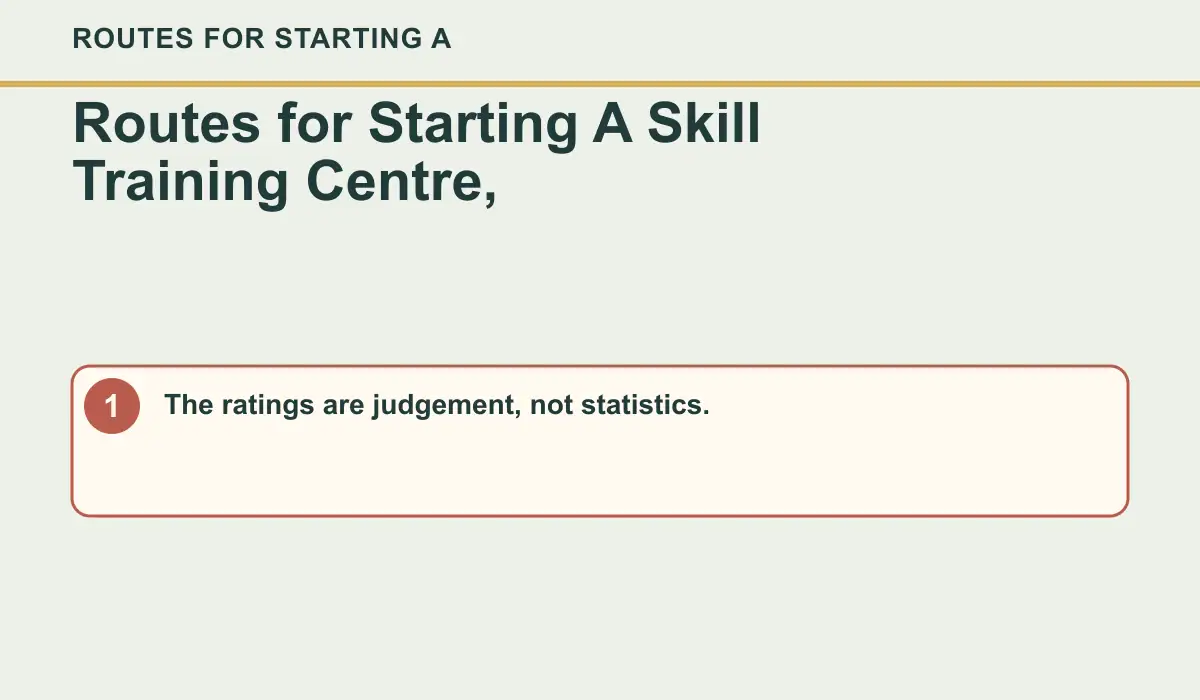 ROUTES FOR STARTING A
Routes for Starting A Skill
Training Centre,
1
The ratings are judgement, not statistics.